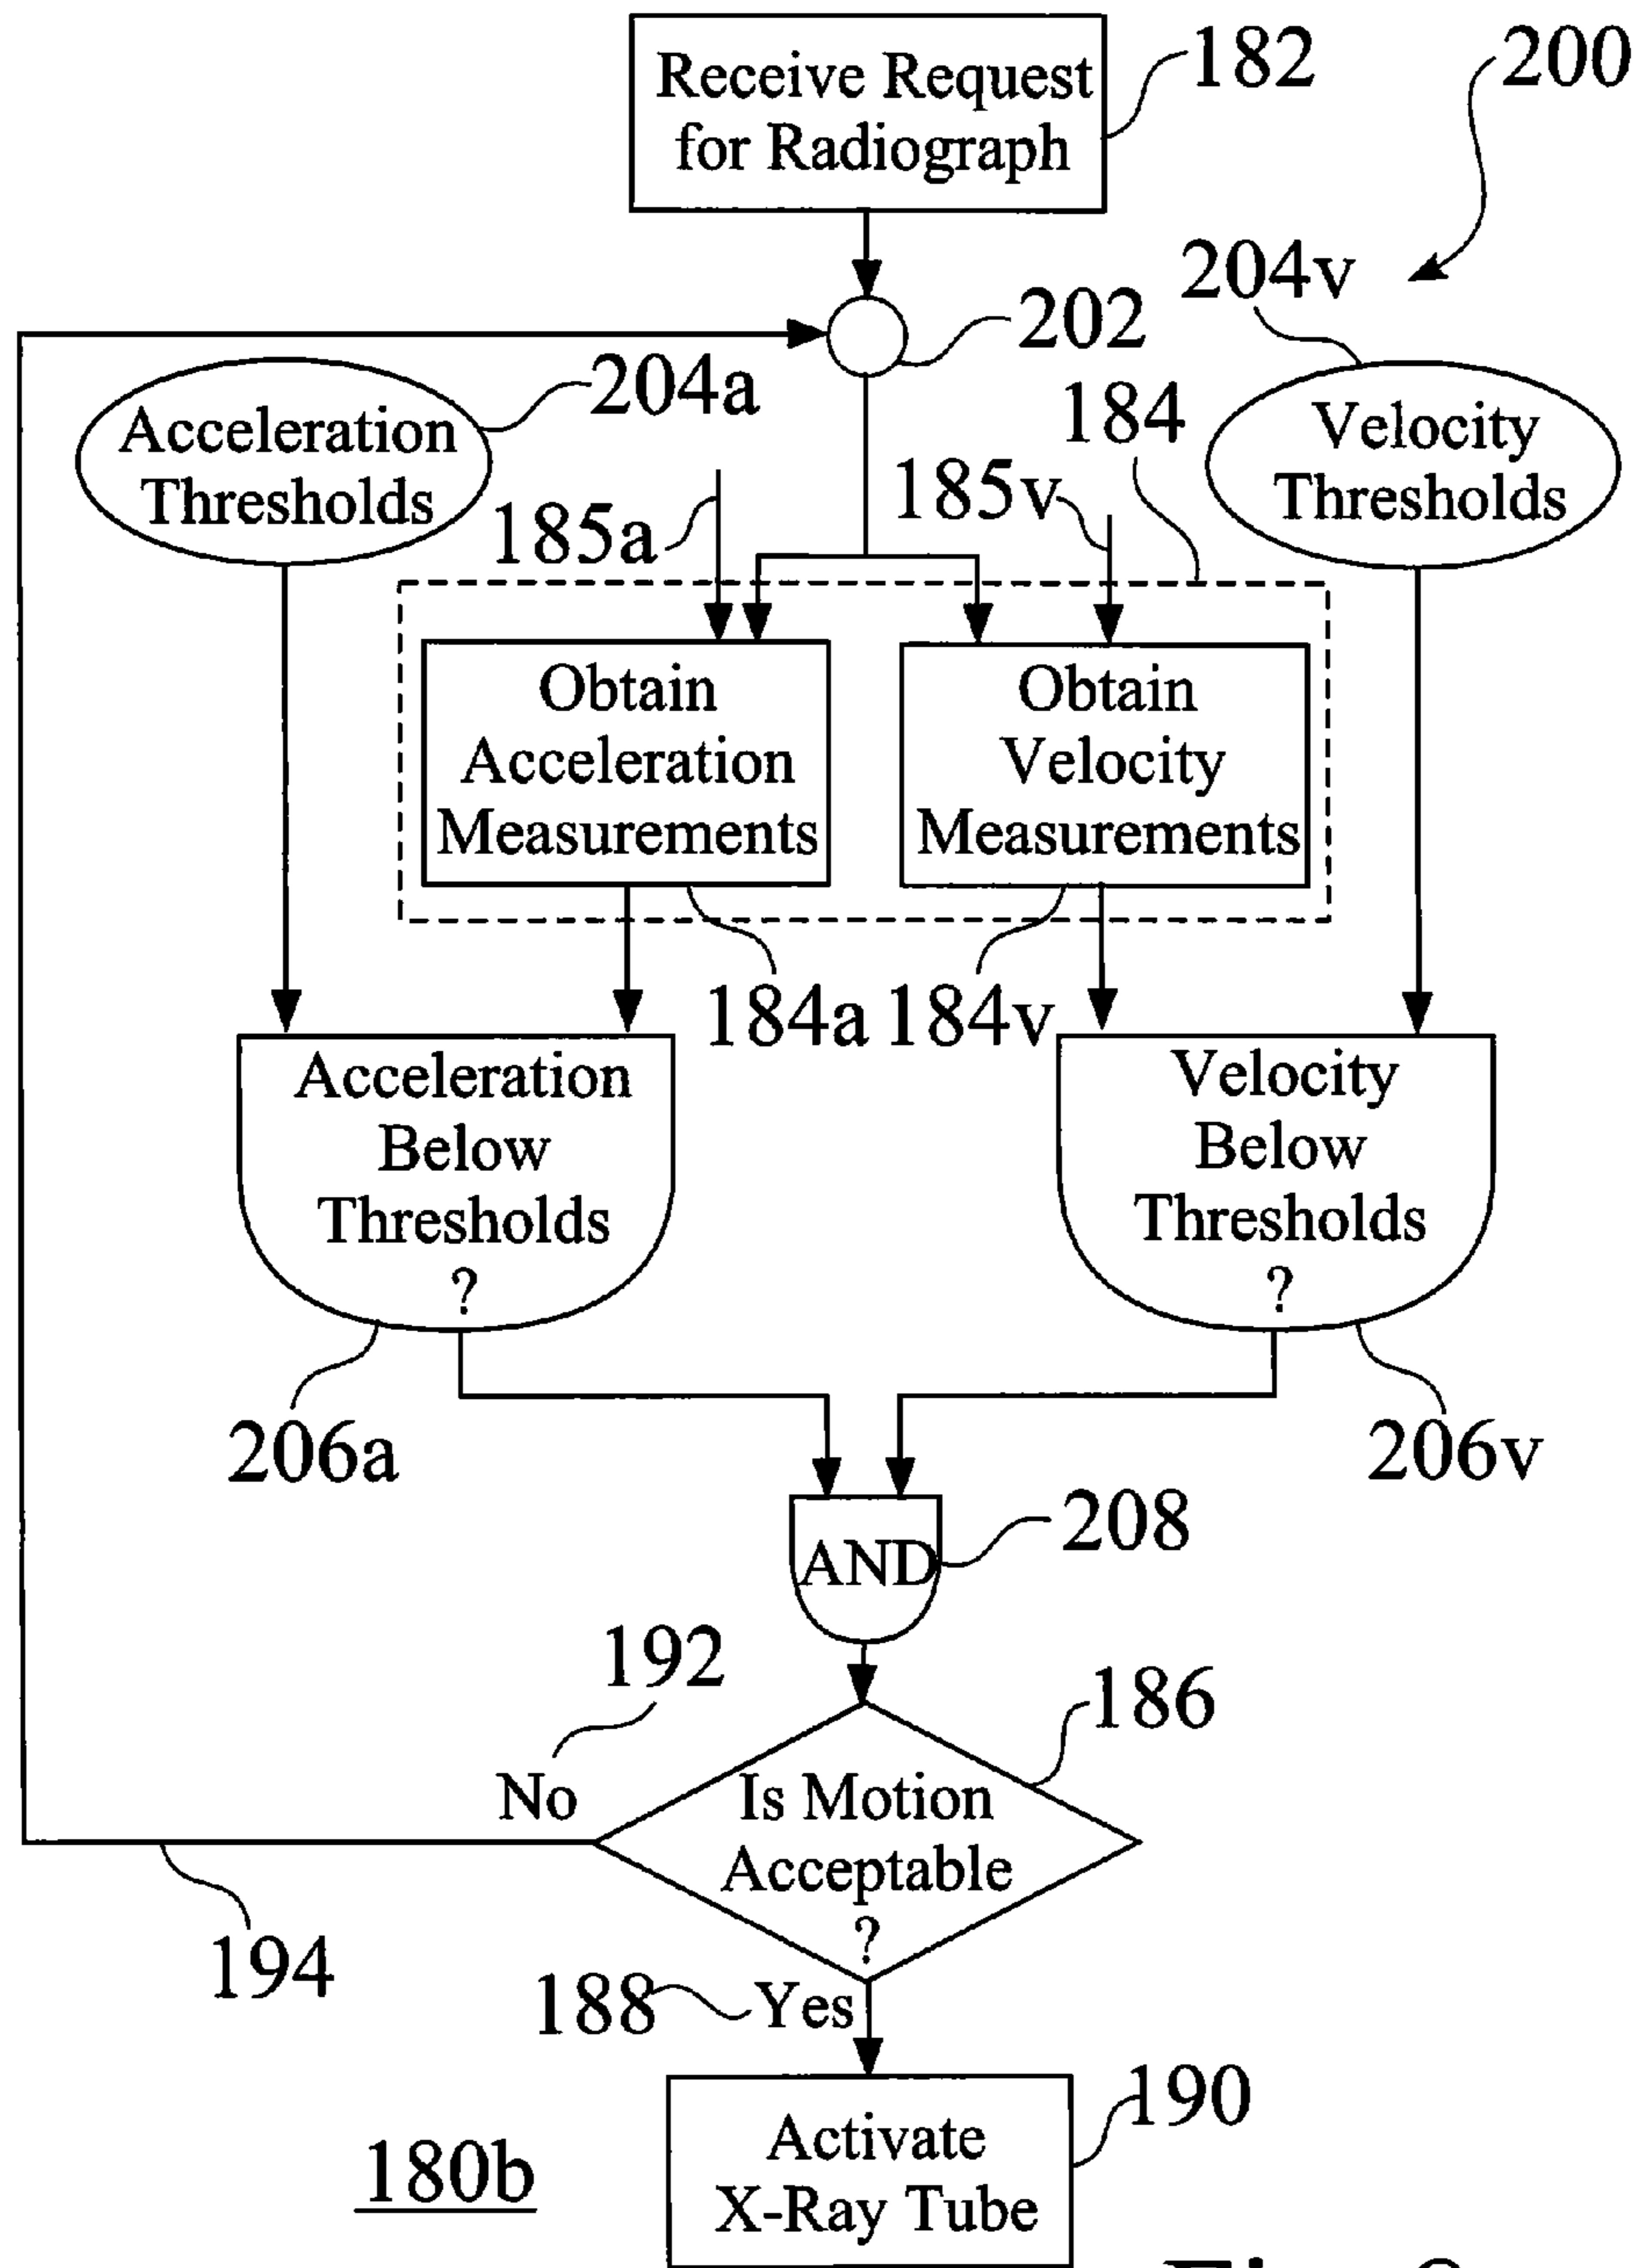 Receive Request
for Radiograph
182
200
204v
202
204a
184
Acceleration
Thresholds
Velocity
Thresholds
185v
185a
Obtain
Acceleration
Measurements
Obtain
Velocity
Measurements
184a
184v
Acceleration
Below
Thresholds
?
Velocity
Below
Thresholds
?
206a
206v
208
AND
192
186
No
Is Motion
Acceptable
?
194
188
Yes
190
Activate
X-Ray Tube
180b